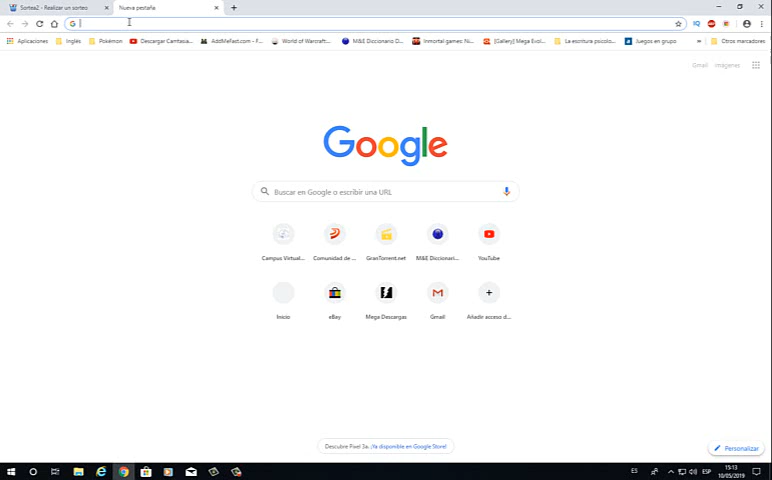 Sortea2 - Realizar un sorteo
Nueva pestaña
G
Aplicaciones
Inglés
Pokémon
Descargar Camtasia...
AddMeFast.com – F...
World of Warcraft:...
M&E Diccionario D...
Inmortal games: Nu...
[Gallery] Mega Evol...
La escritura psicolo...
Juegos en grupo
»
Otros marcadores
Gmail
Imágenes
Google
Buscar en Google o escribir una URL
Campus Virtual...
Comunidad de ...
GranTorrent.net
M&E Diccionari...
YouTube
Inicio
eBay
Mega Descargas
Gmail
Añadir acceso d...
Descubre Pixel 3a. ¡Ya disponible en Google Store!
Personalizar
ES
ESP
15:13
10/05/2019